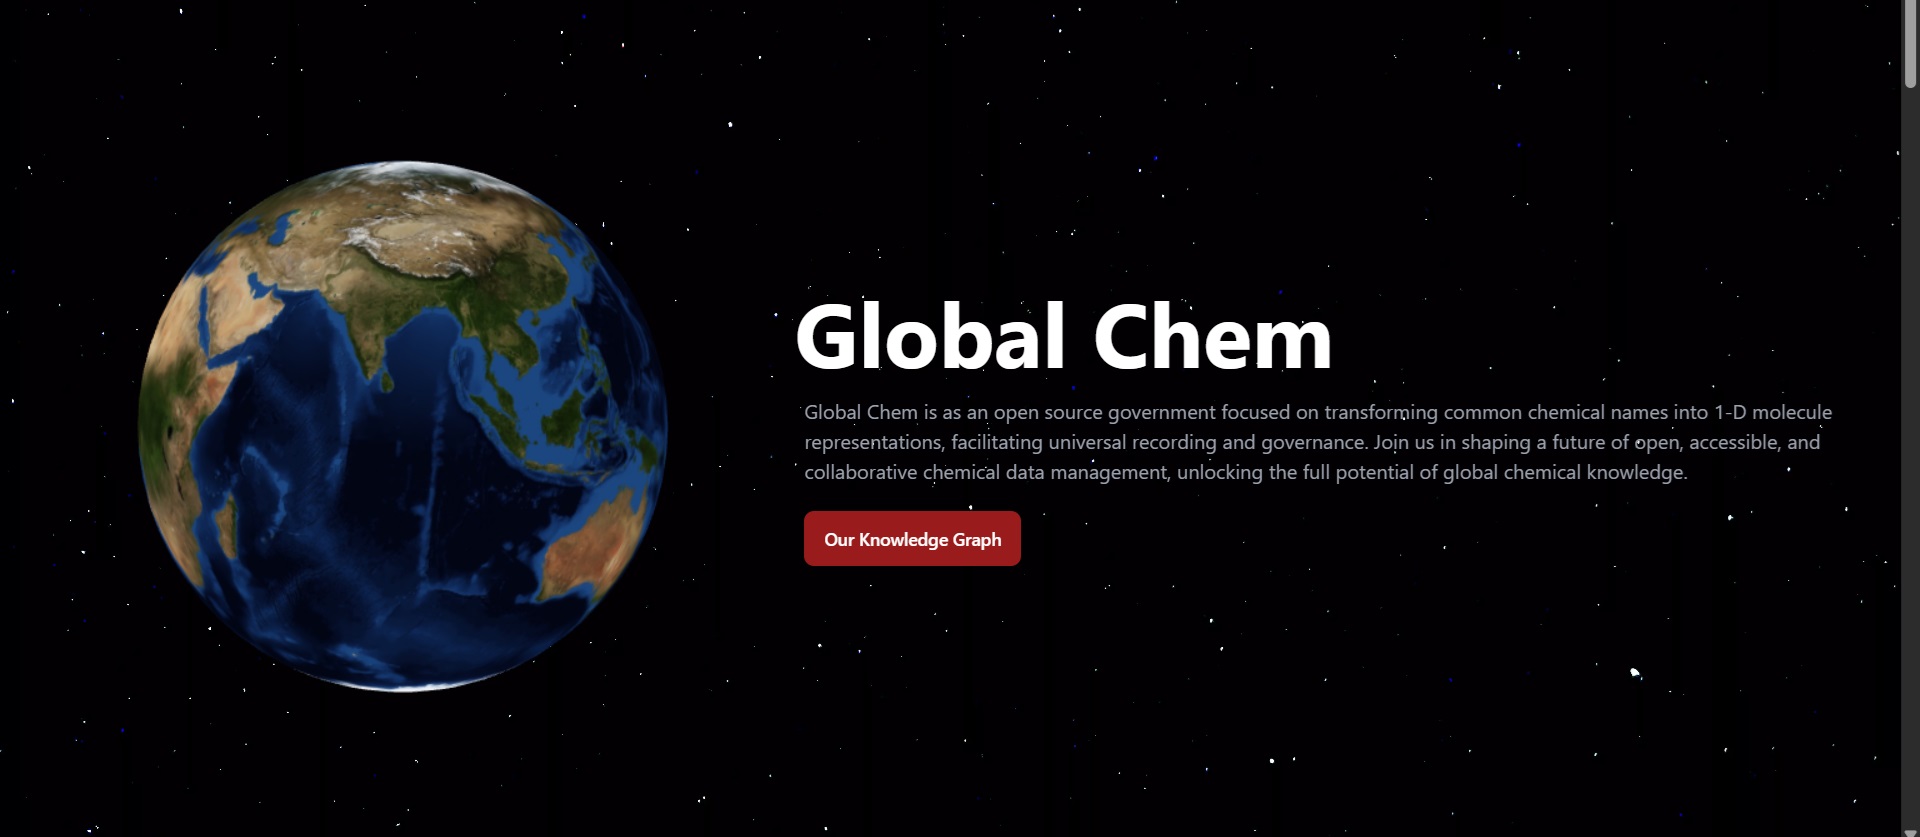 Global Chem
Global Chem is as an open source government focused on transforming common chemical names into 1-D molecule
representations, facilitating universal recording and governance. Join us in shaping a future of open, accessible, and
collaborative chemical data management, unlocking the full potential of global chemical knowledge.
Our Knowledge Graph